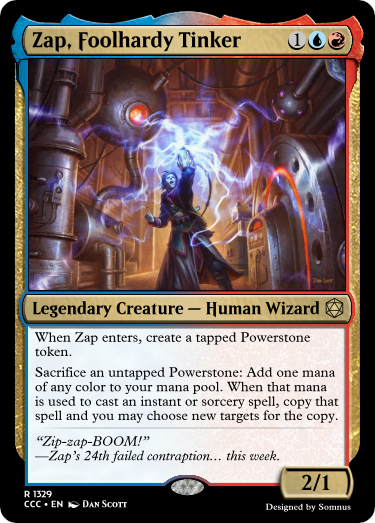 Zap, Foolhardy Tinker 1
Legendary Creature — Human Wizard
When Zap enters, create a tapped Powerstone
token.
Sacrifice an untapped Powerstone: Add one mana
of any color to your mana pool. When that mana
is used to cast an instant or sorcery spell, copy that
spell and you may choose new targets for the copy.
“Zip-zap-BOOM!”
—Zap’s 24th failed contraption… this week.
2/1
R 1329
CCC • EN Dan Scott
Designed by Somnus